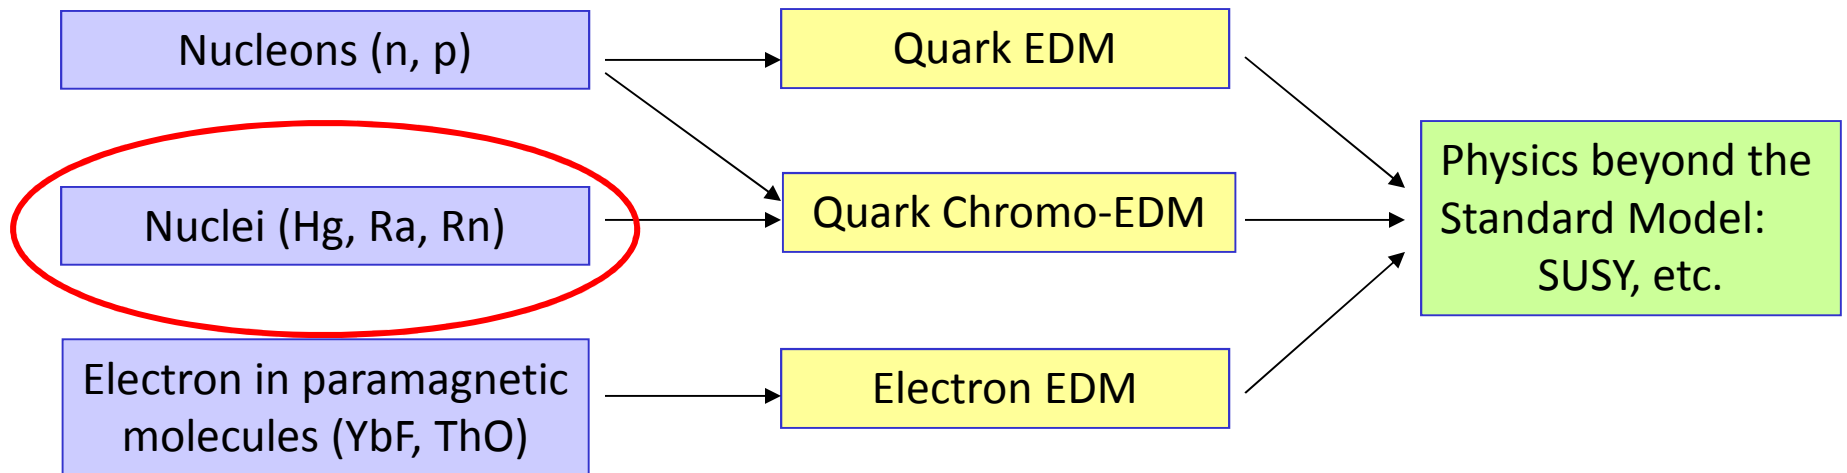 Nucleons (n, p)
Quark EDM
Nuclei (Hg, Ra, Rn)
Quark Chromo-EDM
Physics beyond the
Standard Model:
SUSY, etc.
Electron in paramagnetic
molecules (YbF, ThO)
Electron EDM